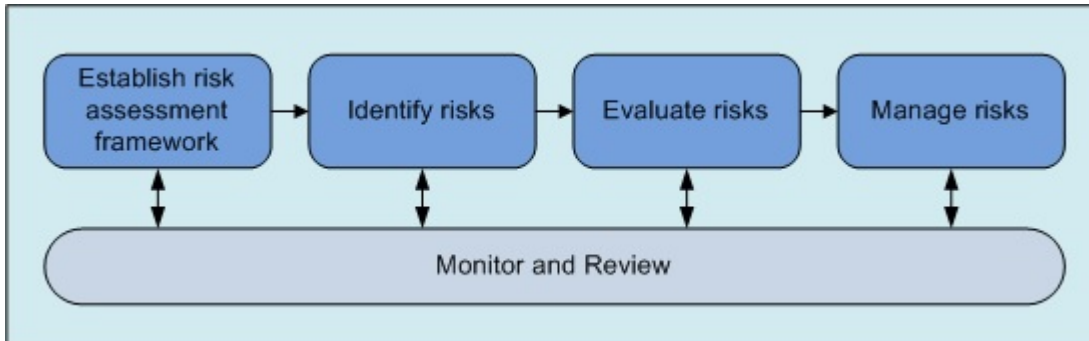 Establish risk
assessment
framework
Identify risks
Evaluate risks
Manage risks
Monitor and Review